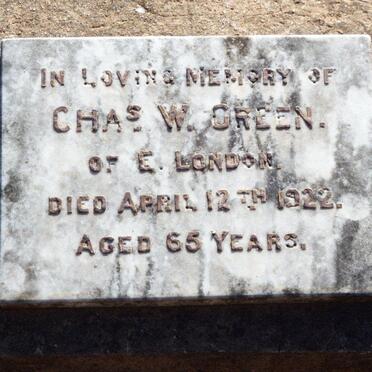 IN LOVING MEMORY OF
CHAS W. GREEN.
OF E. LONDON.
DIED APRIL 12TH 1922.
AGED 65 YEARS.